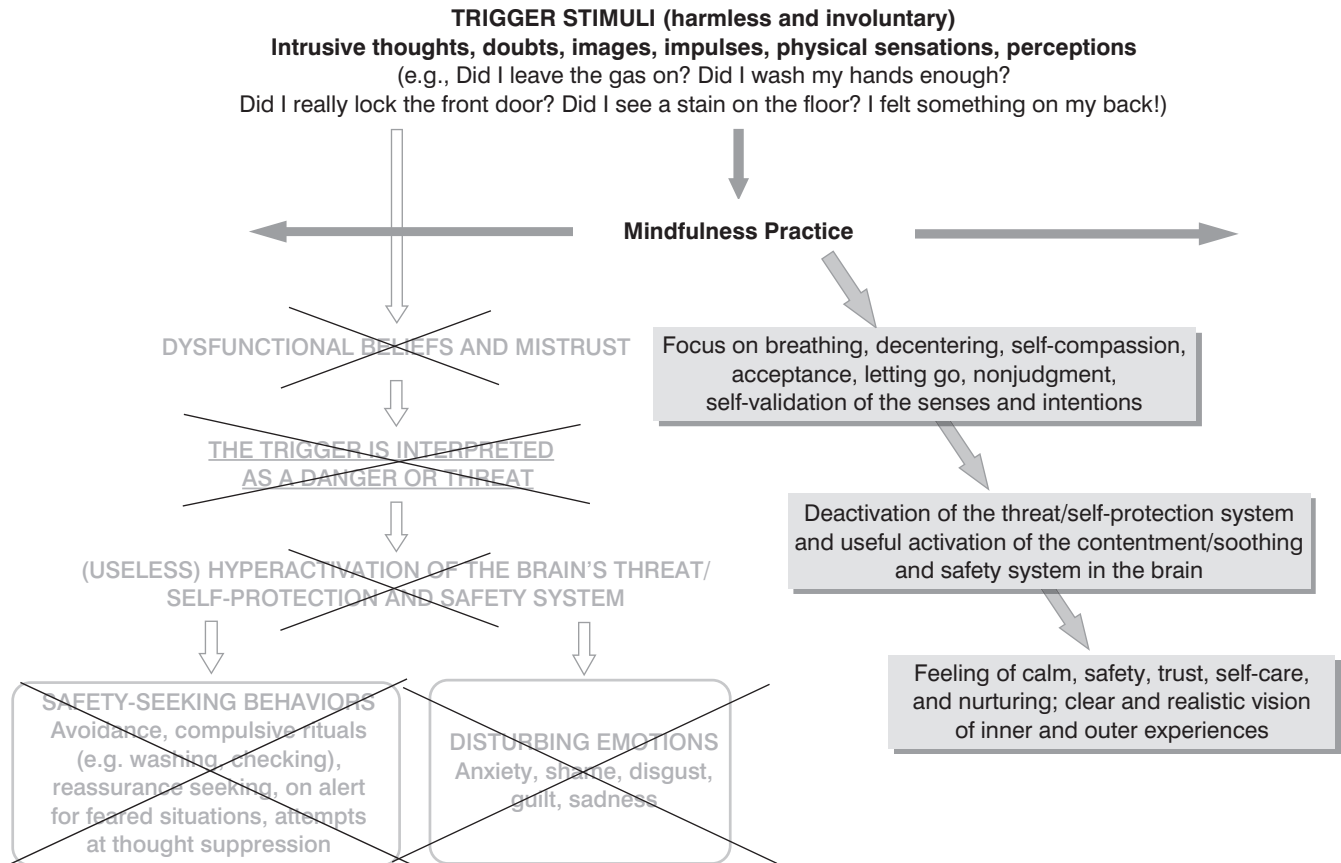 TRIGGER STIMULI (harmless and involuntary)
Intrusive thoughts, doubts, images, impulses, physical sensations, perceptions
(e.g., Did I leave the gas on? Did I wash my hands enough?
Did I really lock the front door? Did I see a stain on the floor? I felt something on my back!)
Mindfulness Practice
DYSFUNCTIONAL BELIEFS AND MISTRUST
THE TRIGGER IS INTERPRETED
AS A DANGER OR THREAT
(USELESS) HYPERACTIVATION OF THE BRAIN'S THREAT/
SELF-PROTECTION AND SAFETY SYSTEM
SAFETY-SEEKING BEHAVIORS
Avoidance, compulsive rituals
(e.g. washing, checking),
reassurance seeking, on alert
for feared situations, attempts
at thought suppression
DISTURBING EMOTIONS
Anxiety, shame, disgust,
guilt, sadness
Focus on breathing, decentering, self-compassion,
acceptance, letting go, nonjudgment,
self-validation of the senses and intentions
Deactivation of the threat/self-protection system
and useful activation of the contentment/soothing
and safety system in the brain
Feeling of calm, safety, trust, self-care,
and nurturing; clear and realistic vision
of inner and outer experiences